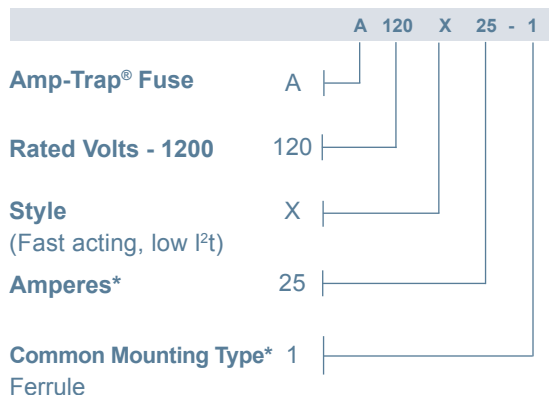 A 120 X 25 - 1
Amp-Trap® Fuse A
Rated Volts - 1200 120
Style X
(Fast acting, low I²t)
Amperes* 25
Common Mounting Type* 1
Ferrule